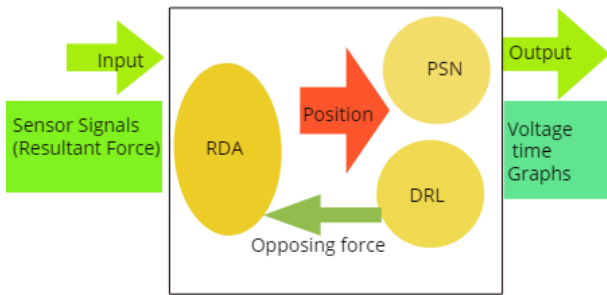 Input
Sensor Signals
(Resultant Force)
RDA
Position
PSN
DRL
Opposing force
Output
Voltage
time
Graphs